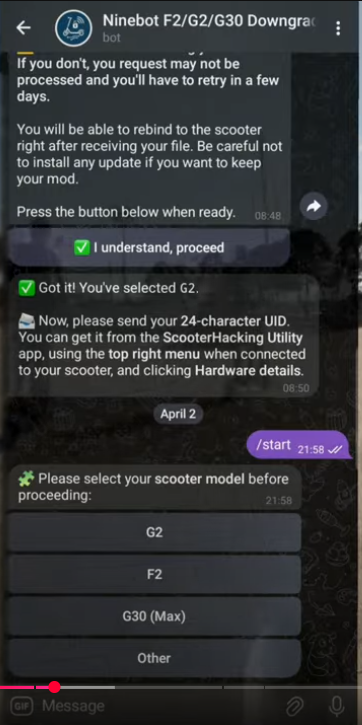 Ninebot F2/G2/G30 Downgra
bot
If you don't, you request may not be
processed and you'll have to retry in a few
days.
You will be able to rebind to the scooter
right after receiving your file. Be careful not
to install any update if you want to keep
your mod.
Press the button below when ready.
08:48
✅ I understand, proceed
✅ Got it! You've selected G2.
Now, please send your 24-character UID.
You can get it from the ScooterHacking Utility
app, using the top right menu when connected
to your scooter, and clicking Hardware details.
08:50
April 2
/start 21:58
🧩 Please select your scooter model before
proceeding:
21:58
G2
F2
G30 (Max)
Other
GIF Message